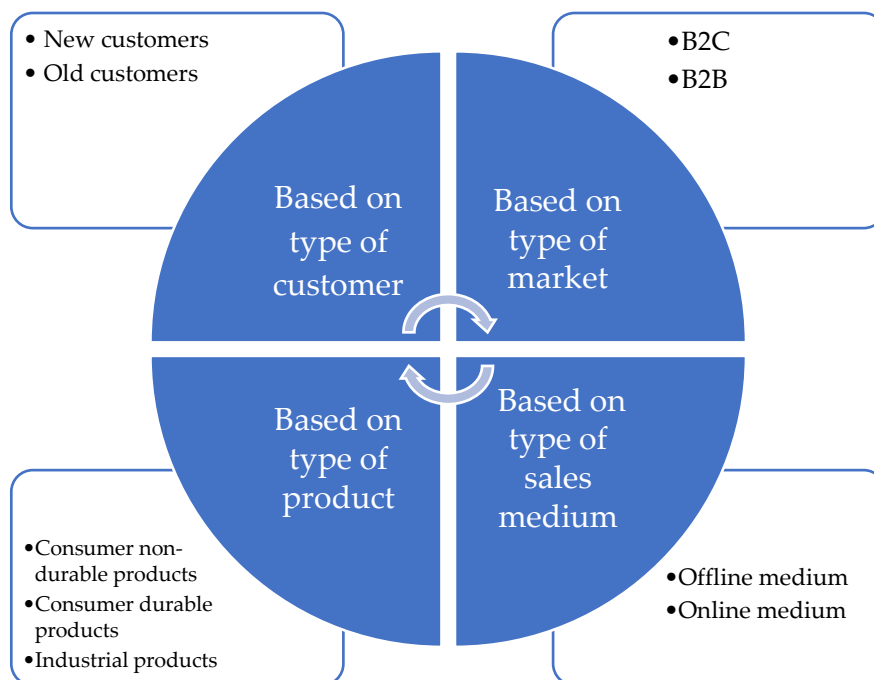 • New customers
• Old customers
•B2C
•B2B
Based on
type of
customer
Based on
type of
market
Based on
type of
product
Based on
type of
sales
medium
•Consumer non-
durable products
•Consumer durable
products
•Industrial products
•Offline medium
•Online medium